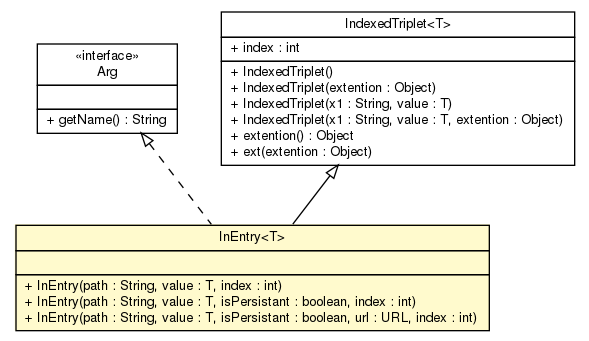 «interface»
Arg
+ getName() : String
IndexedTriplet<T>
+ index : int
+ IndexedTriplet()
+ IndexedTriplet(extention : Object)
+ IndexedTriplet(x1 : String, value : T)
+ IndexedTriplet(x1 : String, value : T, extention : Object)
+ extention() : Object
+ ext(extention : Object)
InEntry<T>
+ InEntry(path : String, value : T, index : int)
+ InEntry(path : String, value : T, isPersistant : boolean, index : int)
+ InEntry(path : String, value : T, isPersistant : boolean, url : URL, index : int)